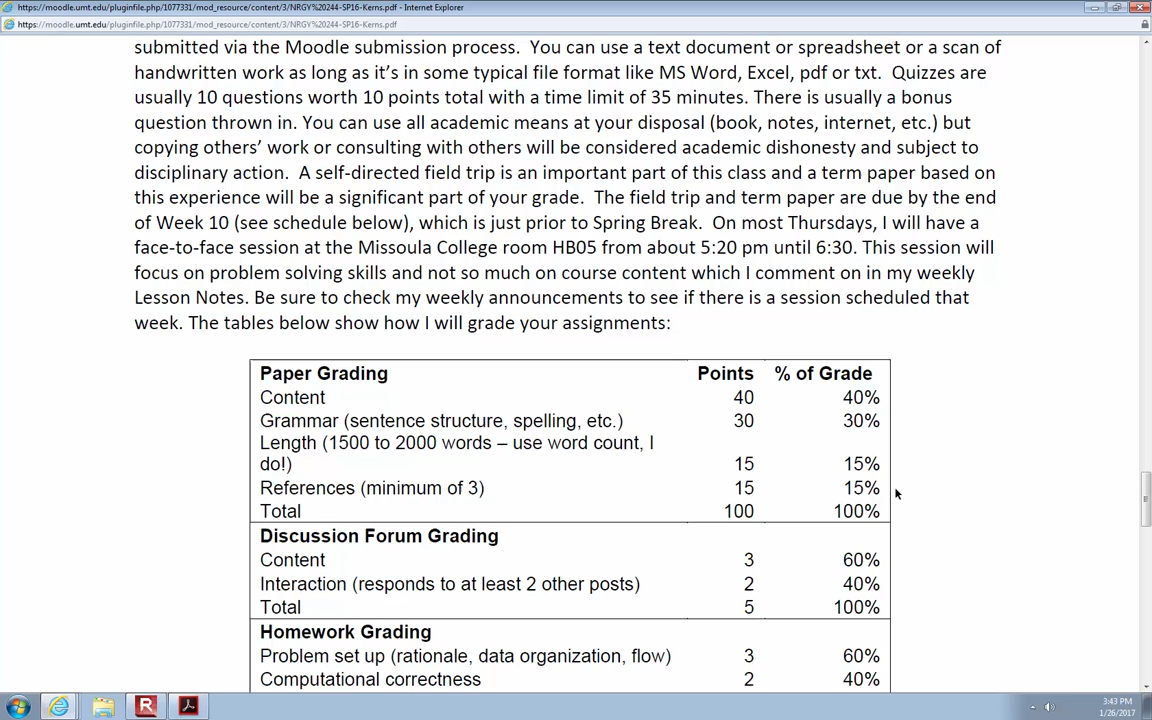 https://moodle.umt.edu/pluginfile.php/1077331/mod_resource/content/3/NRGY%20244-SP16-Kerns.pdf - Internet Explorer
https://moodle.umt.edu/pluginfile.php/1077331/mod_resource/content/3/NRGY%20244-SP16-Kerns.pdf
submitted via the Moodle submission process.  You can use a text document or spreadsheet or a scan of
handwritten work as long as it's in some typical file format like MS Word, Excel, pdf or txt.  Quizzes are
usually 10 questions worth 10 points total with a time limit of 35 minutes. There is usually a bonus
question thrown in. You can use all academic means at your disposal (book, notes, internet, etc.) but
copying others' work or consulting with others will be considered academic dishonesty and subject to
disciplinary action.  A self-directed field trip is an important part of this class and a term paper based on
this experience will be a significant part of your grade.  The field trip and term paper are due by the end
of Week 10 (see schedule below), which is just prior to Spring Break.  On most Thursdays, I will have a
face-to-face session at the Missoula College room HB05 from about 5:20 pm until 6:30. This session will
focus on problem solving skills and not so much on course content which I comment on in my weekly
Lesson Notes. Be sure to check my weekly announcements to see if there is a session scheduled that
week. The tables below show how I will grade your assignments:
Paper Grading Points % of Grade
Content 40 40%
Grammar (sentence structure, spelling, etc.) 30 30%
Length (1500 to 2000 words – use word count, I
do!) 15 15%
References (minimum of 3) 15 15%
Total 100 100%
Discussion Forum Grading
Content 3 60%
Interaction (responds to at least 2 other posts) 2 40%
Total 5 100%
Homework Grading
Problem set up (rationale, data organization, flow) 3 60%
Computational correctness 2 40%
3:43 PM
1/26/2017